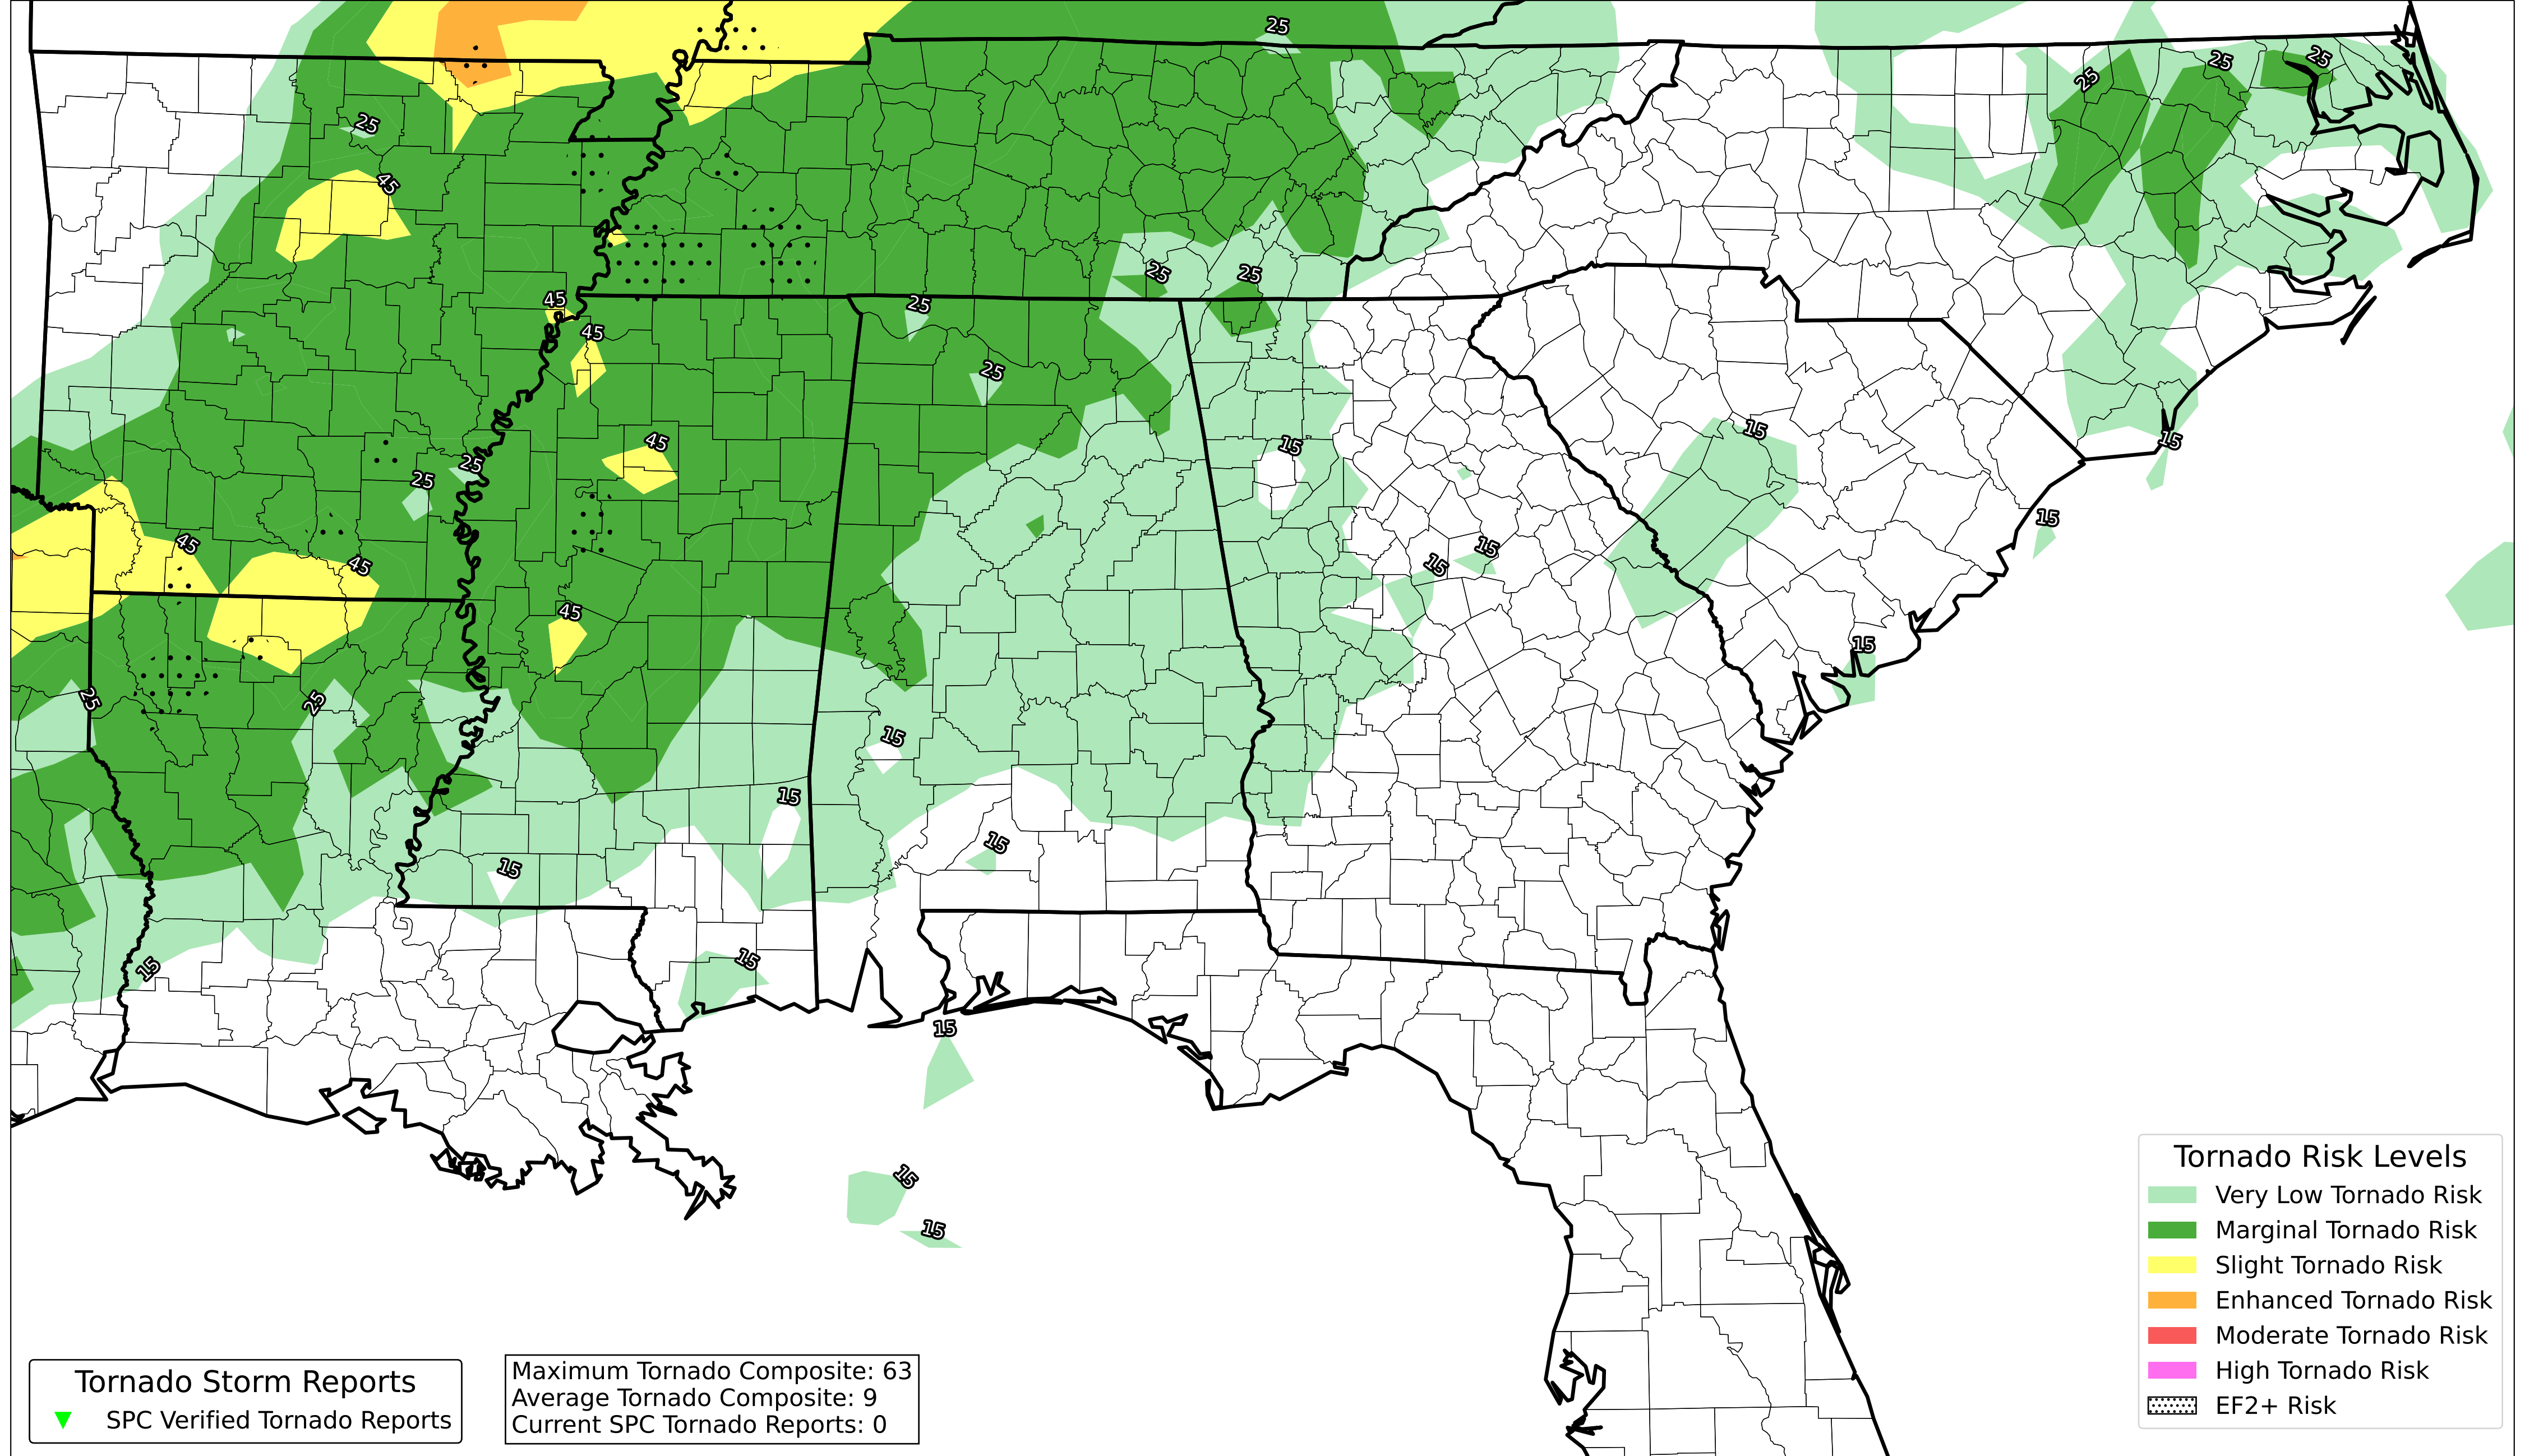 25
25
25
25
25
45
25
25
45
25
45
25
45
15
25
15
15
25
15
45
15
15
45
45
15
25
25
15
15
15
15
15
15
15
15
15
Tornado Risk Levels
Very Low Tornado Risk
Marginal Tornado Risk
Slight Tornado Risk
Enhanced Tornado Risk
Moderate Tornado Risk
High Tornado Risk
EF2+ Risk
Tornado Storm Reports
SPC Verified Tornado Reports
Maximum Tornado Composite: 63
Average Tornado Composite: 9
Current SPC Tornado Reports: 0